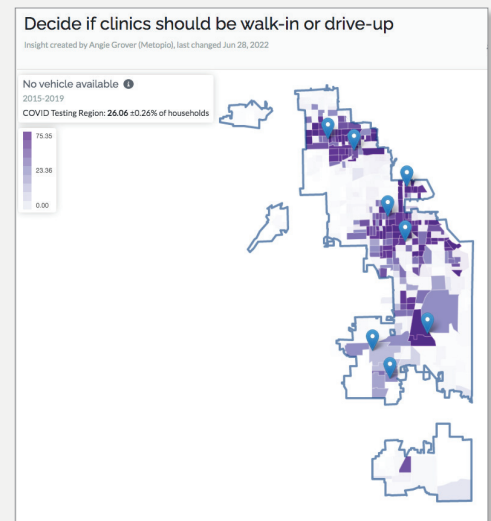 Decide if clinics should be walk-in or drive-up
Insight created by Angie Grover (Metopio), last changed Jun 28, 2022
No vehicle available
2015-2019
COVID Testing Region: 26.06 ±0.26% of households
75.35
23.36
0.00